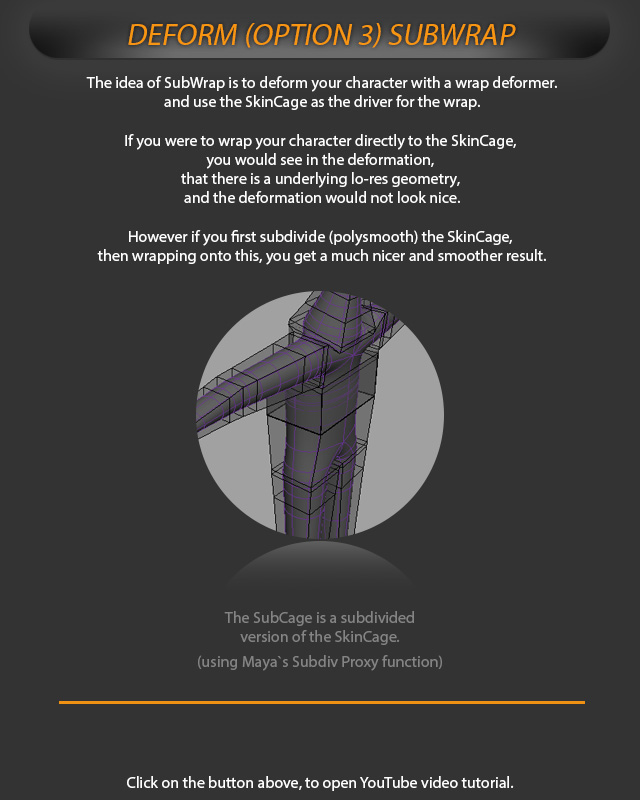 DEFORM (OPTION 3) SUBWRAP
The idea of SubWrap is to deform your character with a wrap deformer.
and use the SkinCage as the driver for the wrap.
If you were to wrap your character directly to the SkinCage,
you would see in the deformation,
that there is a underlying lo-res geometry,
and the deformation would not look nice.
However if you first subdivide (polysmooth) the SkinCage,
then wrapping onto this, you get a much nicer and smoother result.
The SubCage is a subdivided
version of the SkinCage.
(using Maya`s Subdiv Proxy function)
Click on the button above, to open YouTube video tutorial.